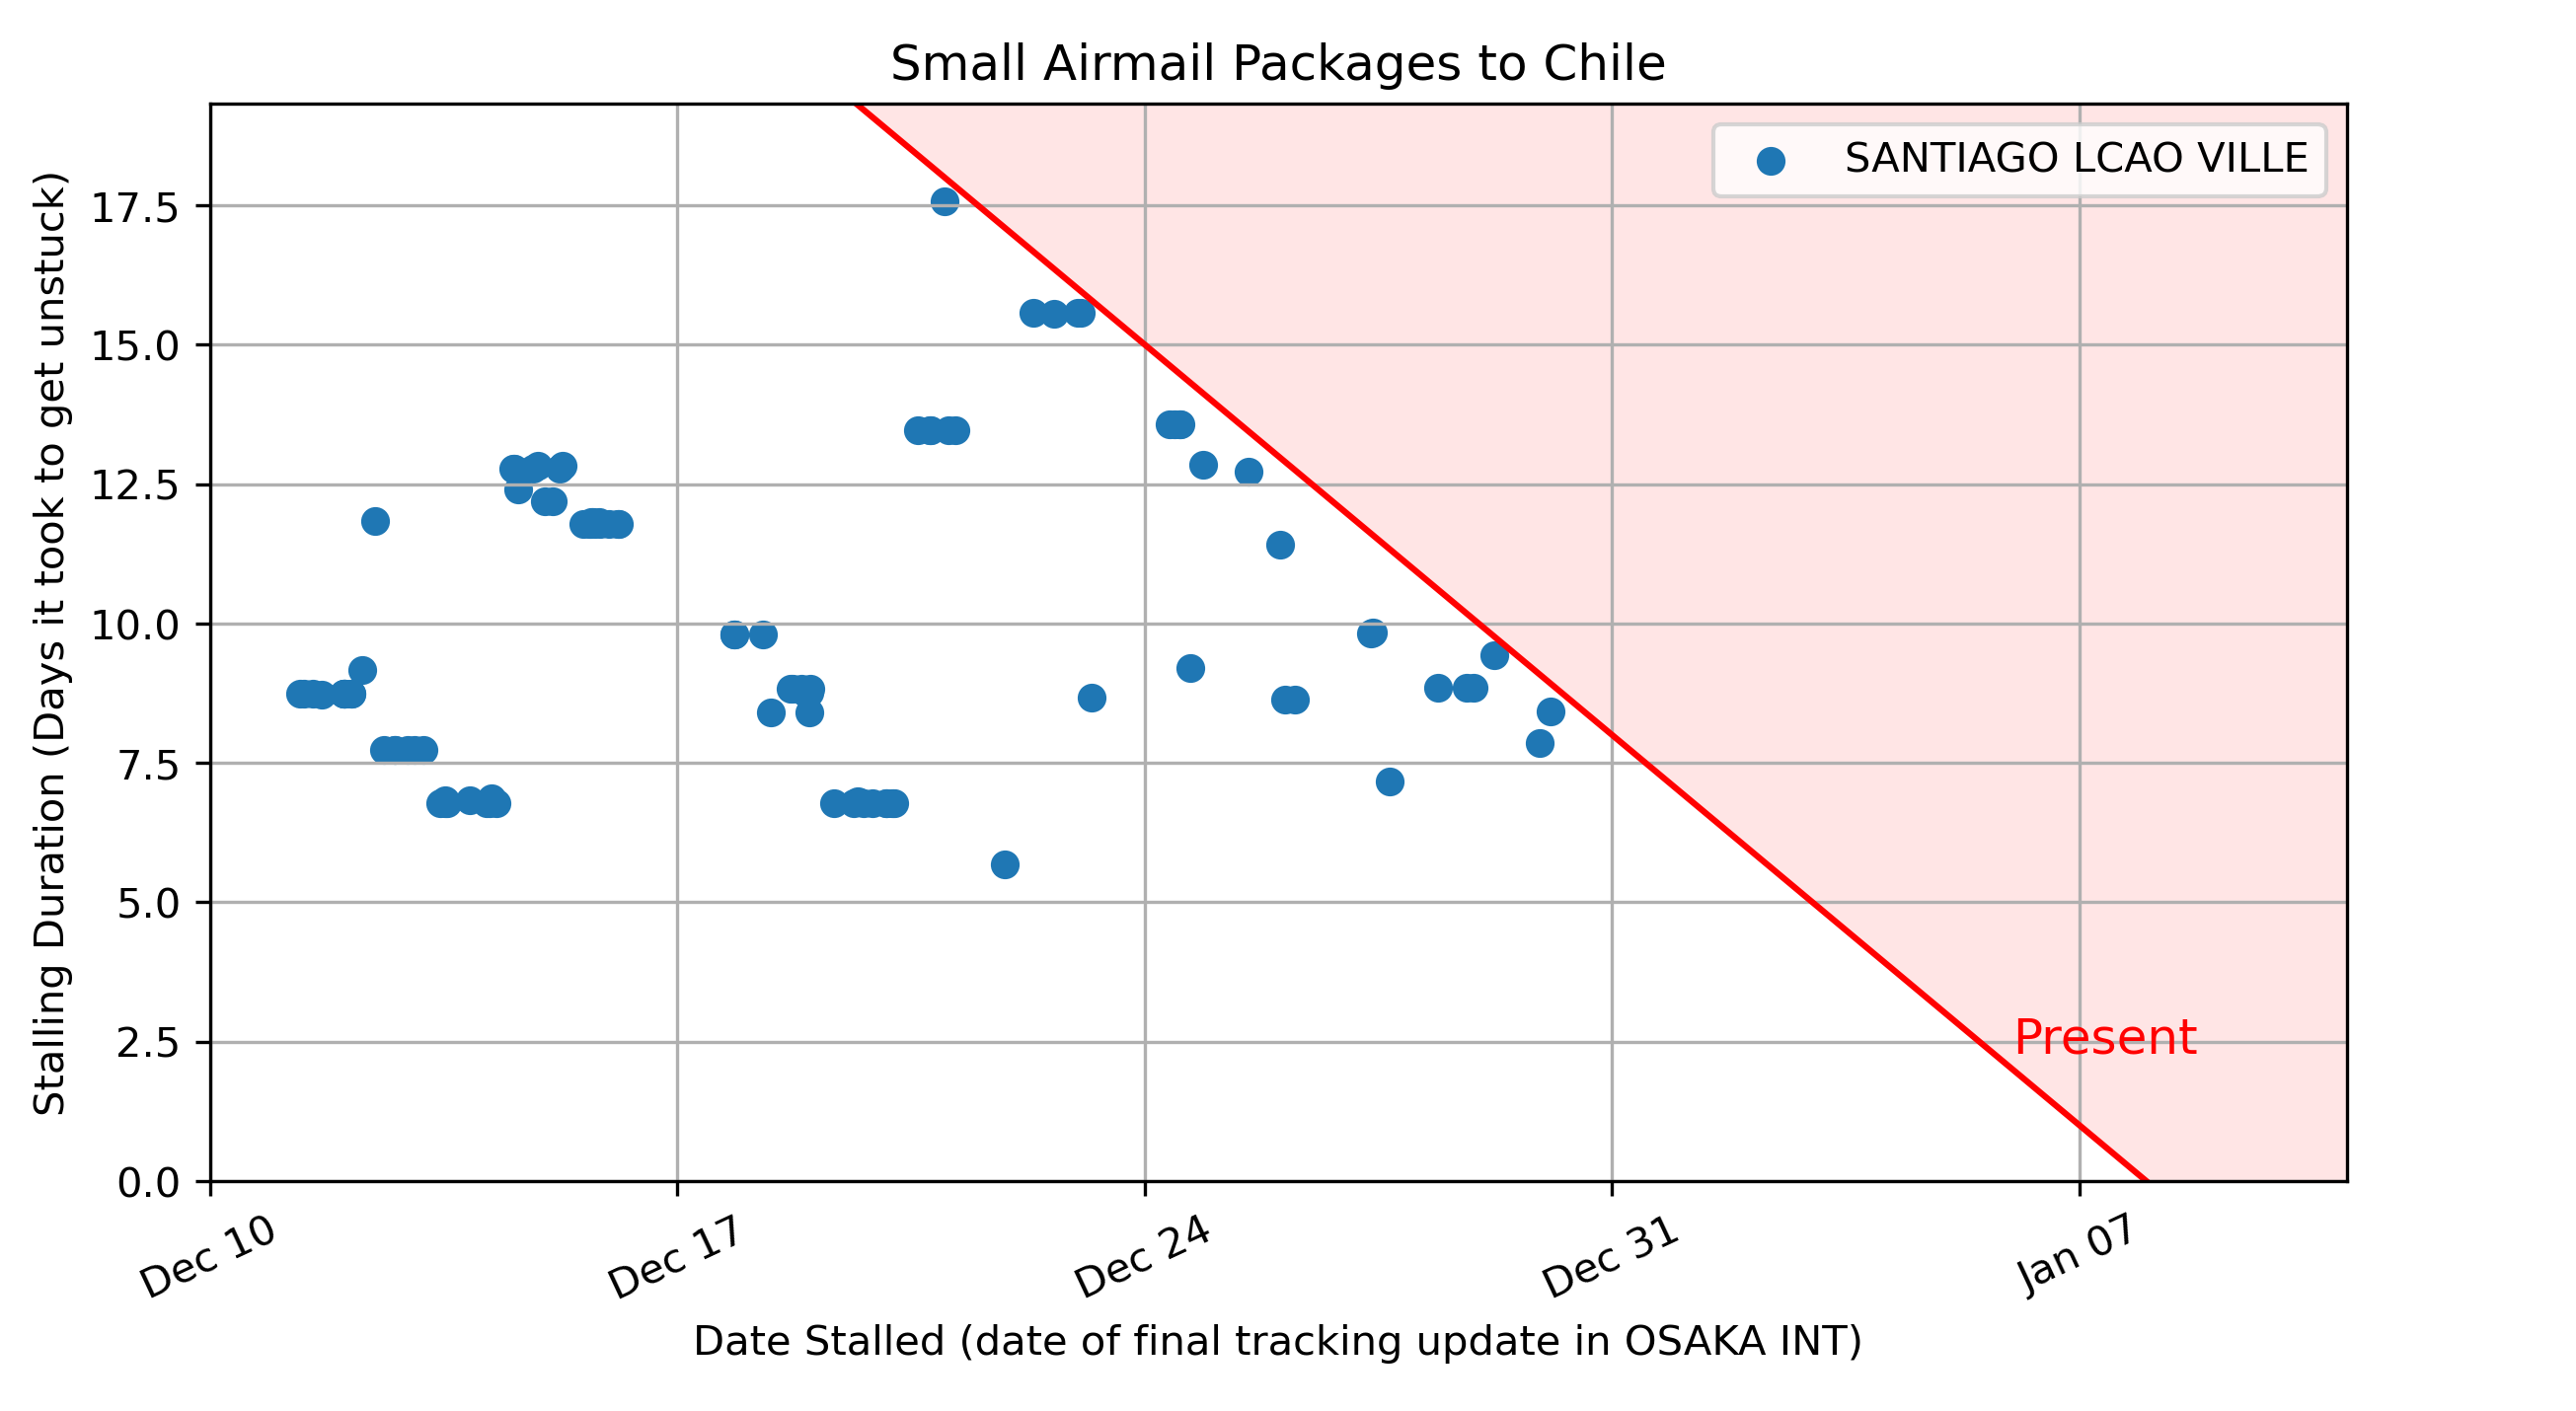 Small Airmail Packages to Chile
SANTIAGO LCAO VILLE
Stalling Duration (Days it took to get unstuck)
17.5
15.0
12.5
10.0
7.5
5.0
2.5
0.0
Present
Dec 10
Dec 17
Dec 24
Dec 31
Jan 07
Date Stalled (date of final tracking update in OSAKA INT)